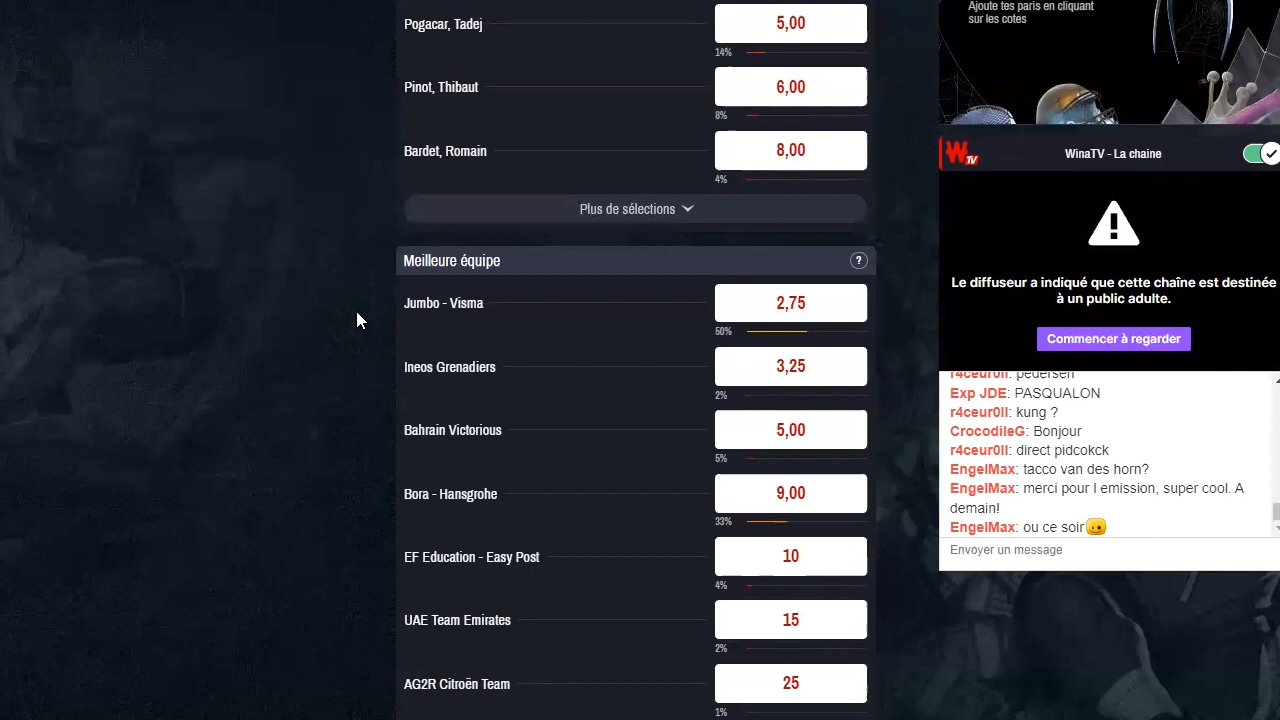 Pogacar, Tadej
5,00
14%
Pinot, Thibaut
6,00
8%
Bardet, Romain
8,00
4%
Plus de sélections
Meilleure équipe
?
Jumbo - Visma
2,75
50%
Ineos Grenadiers
3,25
2%
Bahrain Victorious
5,00
5%
Bora - Hansgrohe
9,00
33%
EF Education - Easy Post
10
4%
UAE Team Emirates
15
2%
AG2R Citroën Team
25
1%
Ajoute tes paris en cliquant
sur les cotes
W TV
WinaTV - La chaine
Le diffuseur a indiqué que cette chaîne est destinée
à un public adulte.
Commencer à regarder
r4ceur0ll: pedersen
Exp JDE: PASQUALON
r4ceur0ll: kung ?
CrocodileG: Bonjour
r4ceur0ll: direct pidcokck
EngelMax: tacco van des horn?
EngelMax: merci pour l emission, super cool. A
demain!
EngelMax: ou ce soir
Envoyer un message